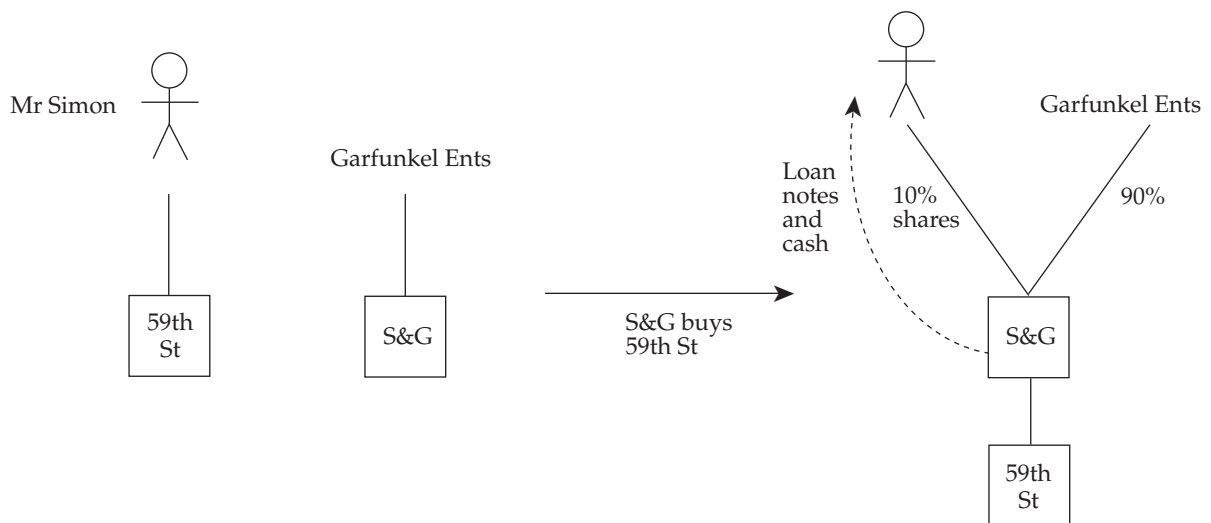 Mr Simon
Garfunkel Ents
59th
St
S&G
S&G buys
59th St
Garfunkel Ents
Loan
notes
and
cash
10%
shares
90%
S&G
59th
St